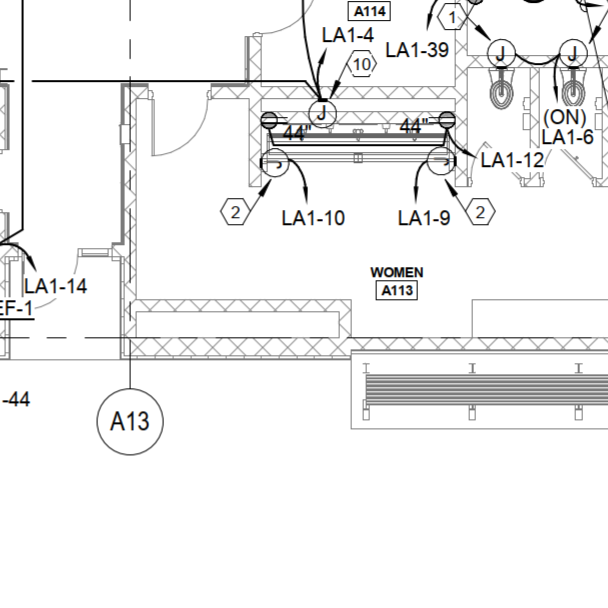 A114
1
LA1-4
LA1-39
10
J
J
J
(ON)
LA1-6
44"
44"
J
J
LA1-12
2
LA1-10
LA1-9
2
LA1-14
EF-1
WOMEN
A113
-44
A13